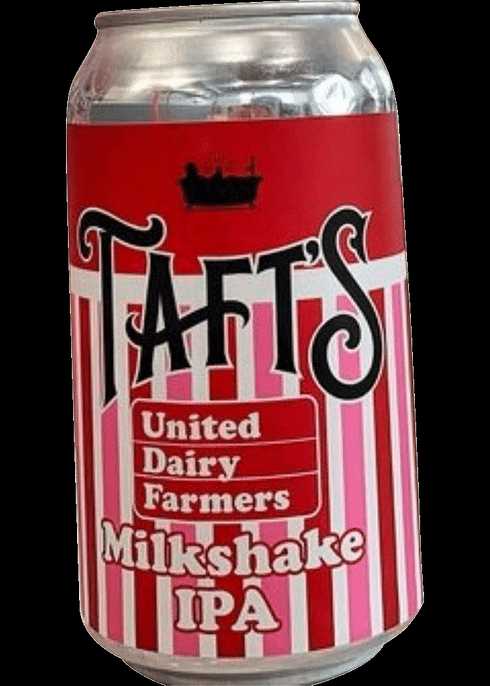 TAFT'S
United
Dairy
Farmers
Milkshake
IPA